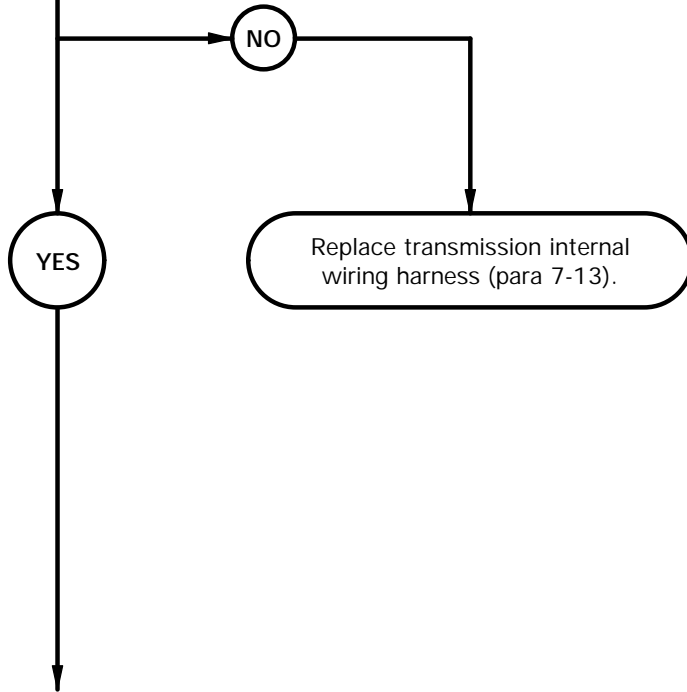 NO
YES
Replace transmission internal
wiring harness (para 7-13).